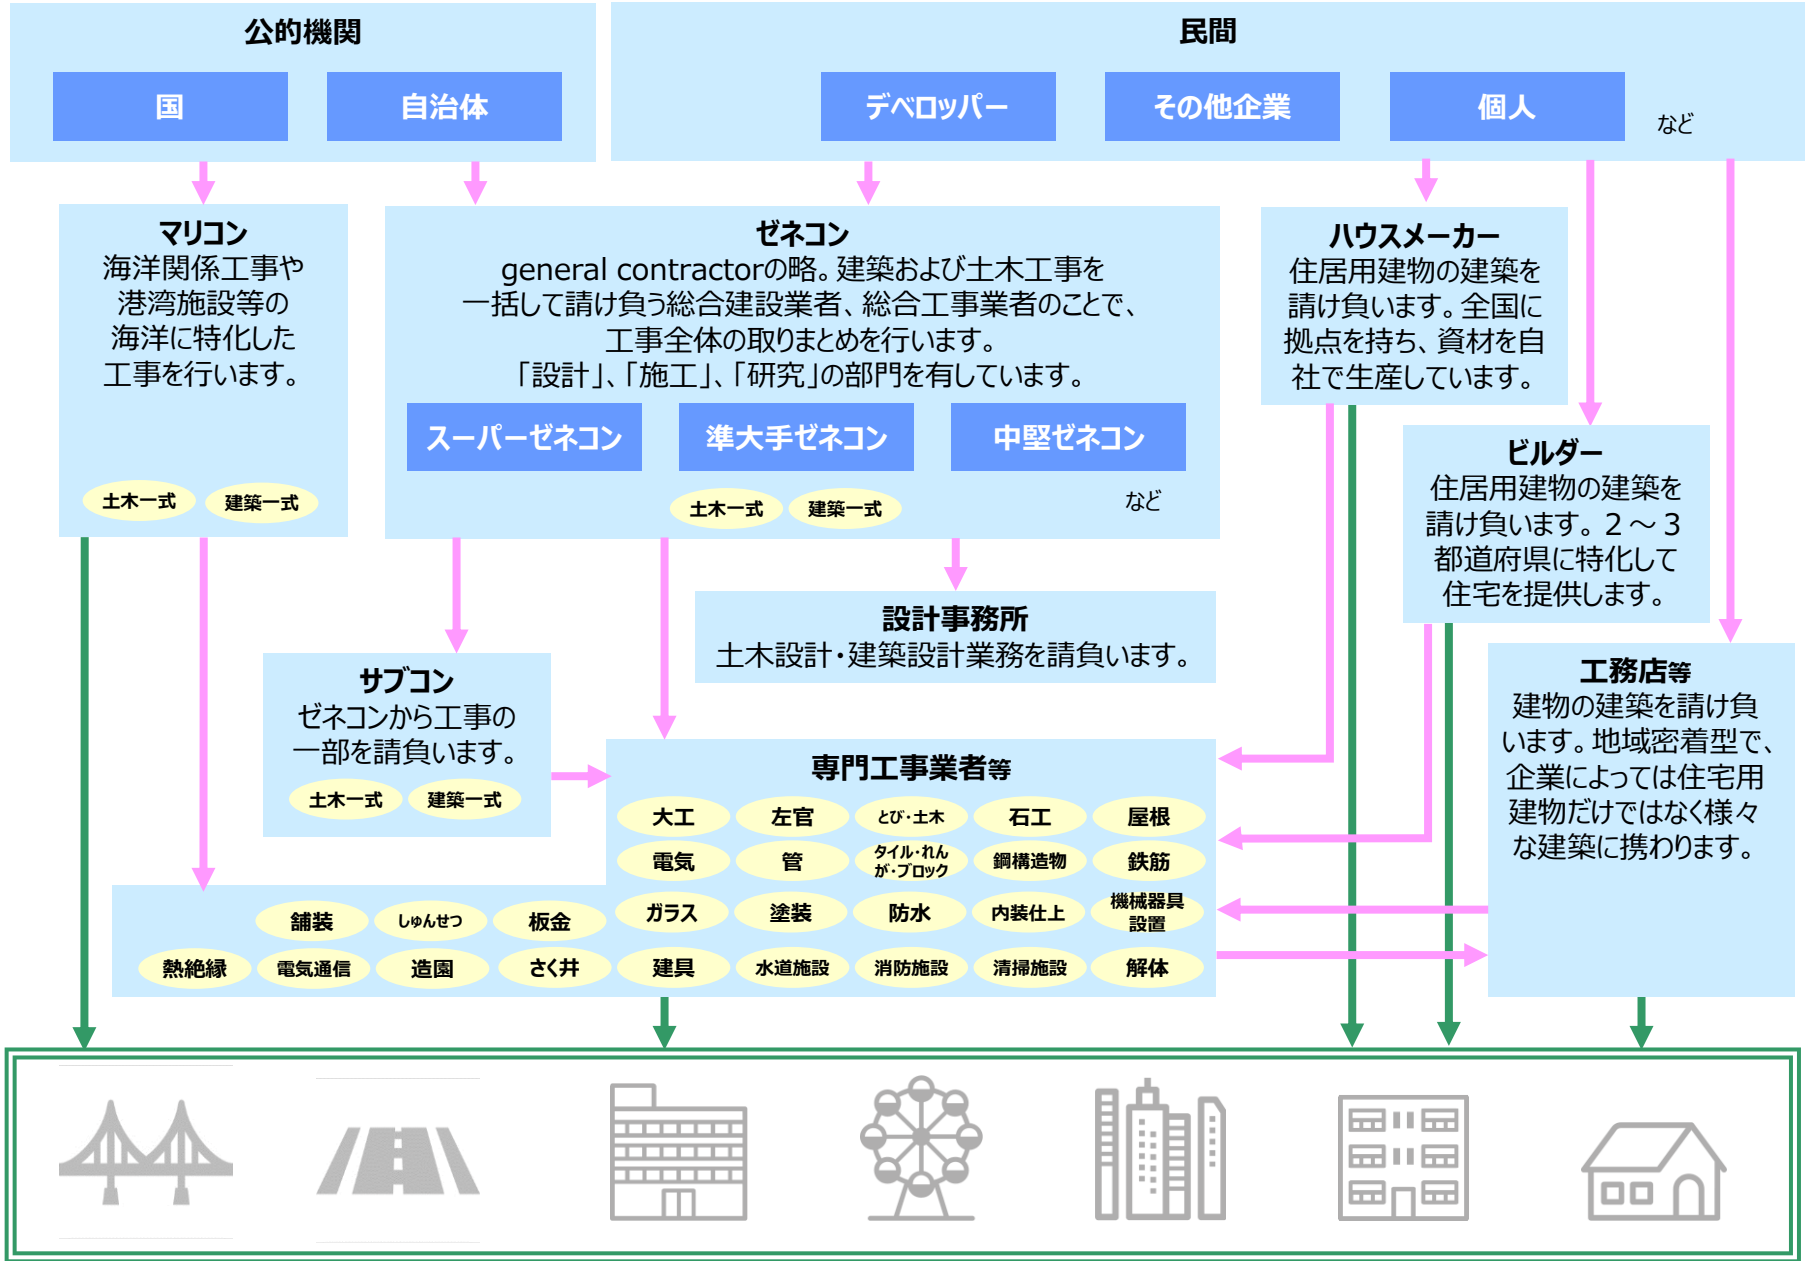 公的機関
国
自治体
民間
デベロッパー
その他企業
個人
など
マリコン
海洋関係工事や
港湾施設等の
海洋に特化した
工事を行います。
土木一式
建築一式
ゼネコン
general contractorの略。建築および土木工事を
一括して請け負う総合建設業者、総合工事業者のことで、
工事全体の取りまとめを行います。
「設計」、「施工」、「研究」の部門を有しています。
スーパーゼネコン
準大手ゼネコン
中堅ゼネコン
土木一式
建築一式
など
ハウスメーカー
住居用建物の建築を
請け負います。全国に
拠点を持ち、資材を自
社で生産しています。
ビルダー
住居用建物の建築を
請け負います。２～３
都道府県に特化して
住宅を提供します。
設計事務所
土木設計・建築設計業務を請負います。
サブコン
ゼネコンから工事の
一部を請負います。
土木一式
建築一式
工務店等
建物の建築を請け負
います。地域密着型で、
企業によっては住宅用
建物だけではなく様々
な建築に携わります。
専門工事業者等
大工
左官
とび・土木
石工
屋根
電気
管
タイル・れん
が・ブロック
鋼構造物
鉄筋
舗装
しゅんせつ
板金
ガラス
塗装
防水
内装仕上
機械器具
設置
熱絶縁
電気通信
造園
さく井
建具
水道施設
消防施設
清掃施設
解体